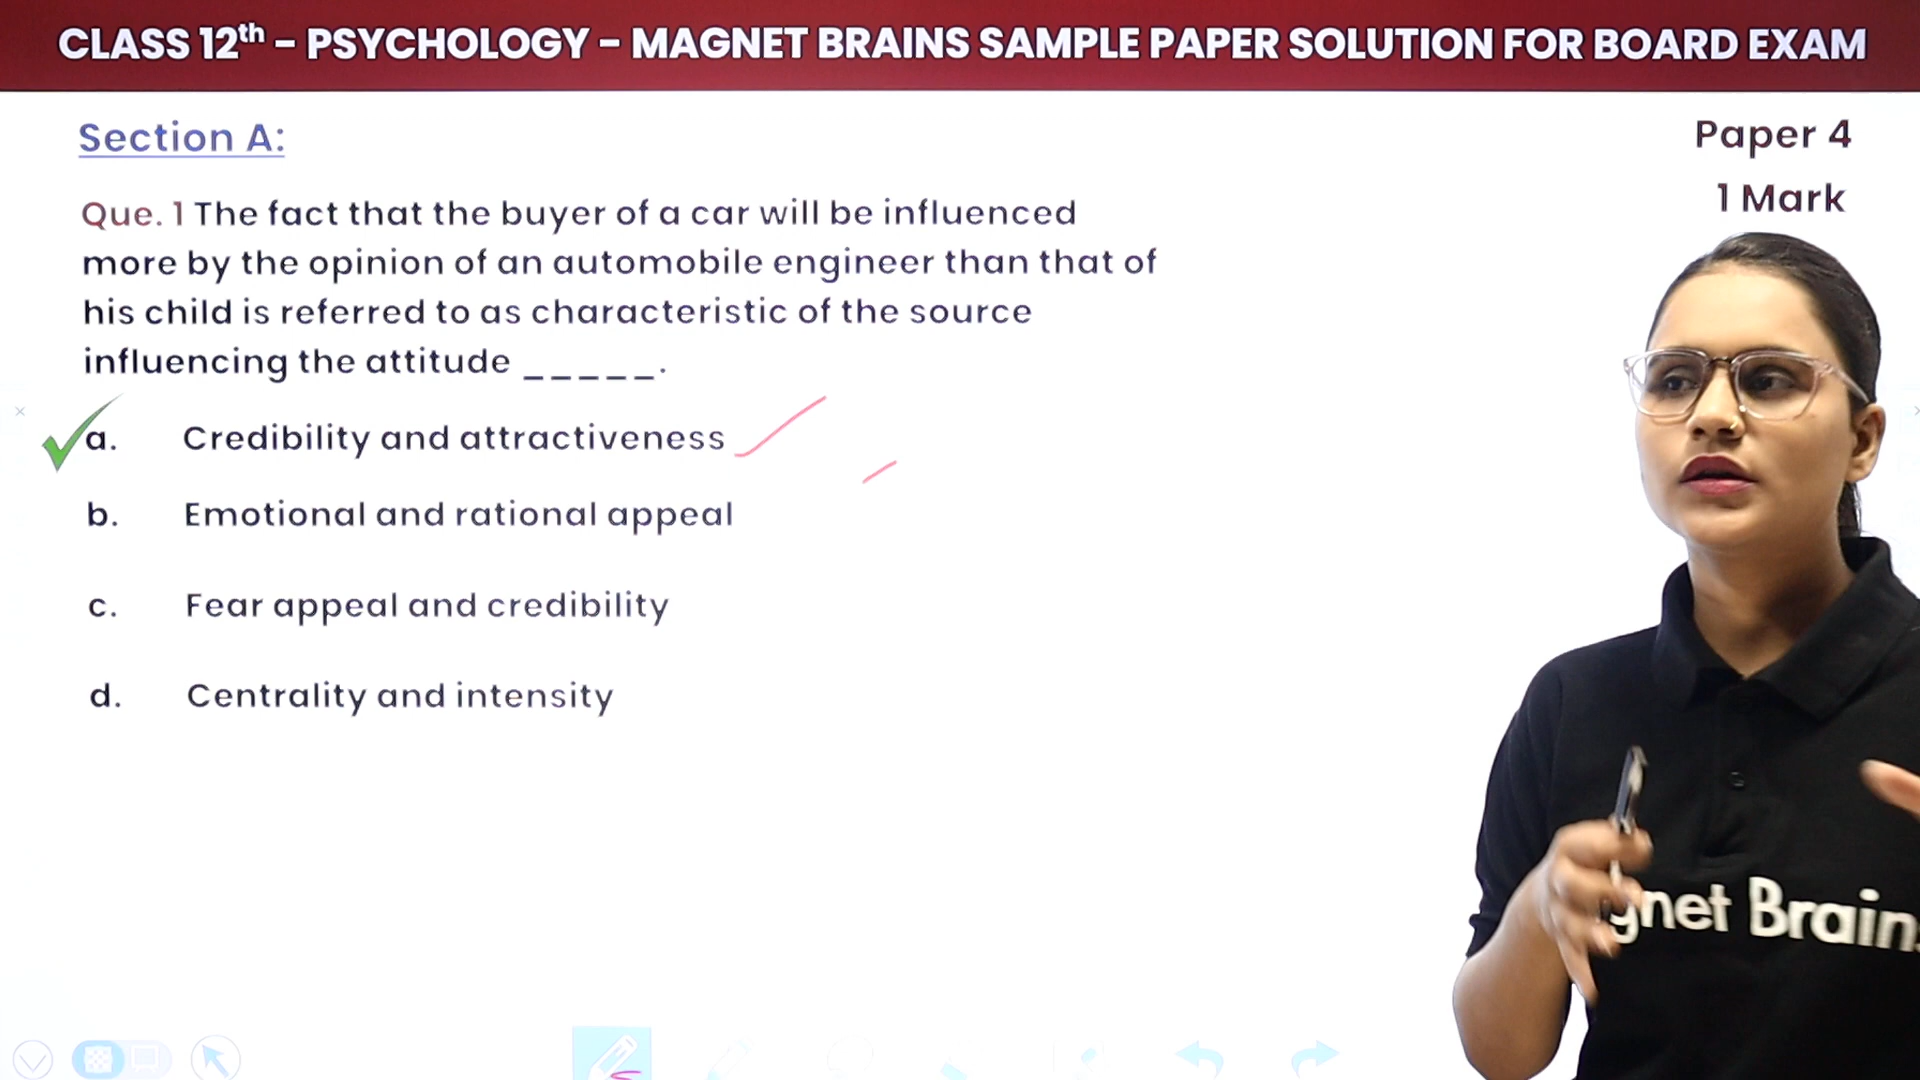 CLASS 12th – PSYCHOLOGY – MAGNET BRAINS SAMPLE PAPER SOLUTION FOR BOARD EXAM
Section A:
Paper 4
1 Mark
Que. 1 The fact that the buyer of a car will be influenced
more by the opinion of an automobile engineer than that of
his child is referred to as characteristic of the source
influencing the attitude _____.
a. Credibility and attractiveness
b. Emotional and rational appeal
c. Fear appeal and credibility
d. Centrality and intensity
gnet Brain